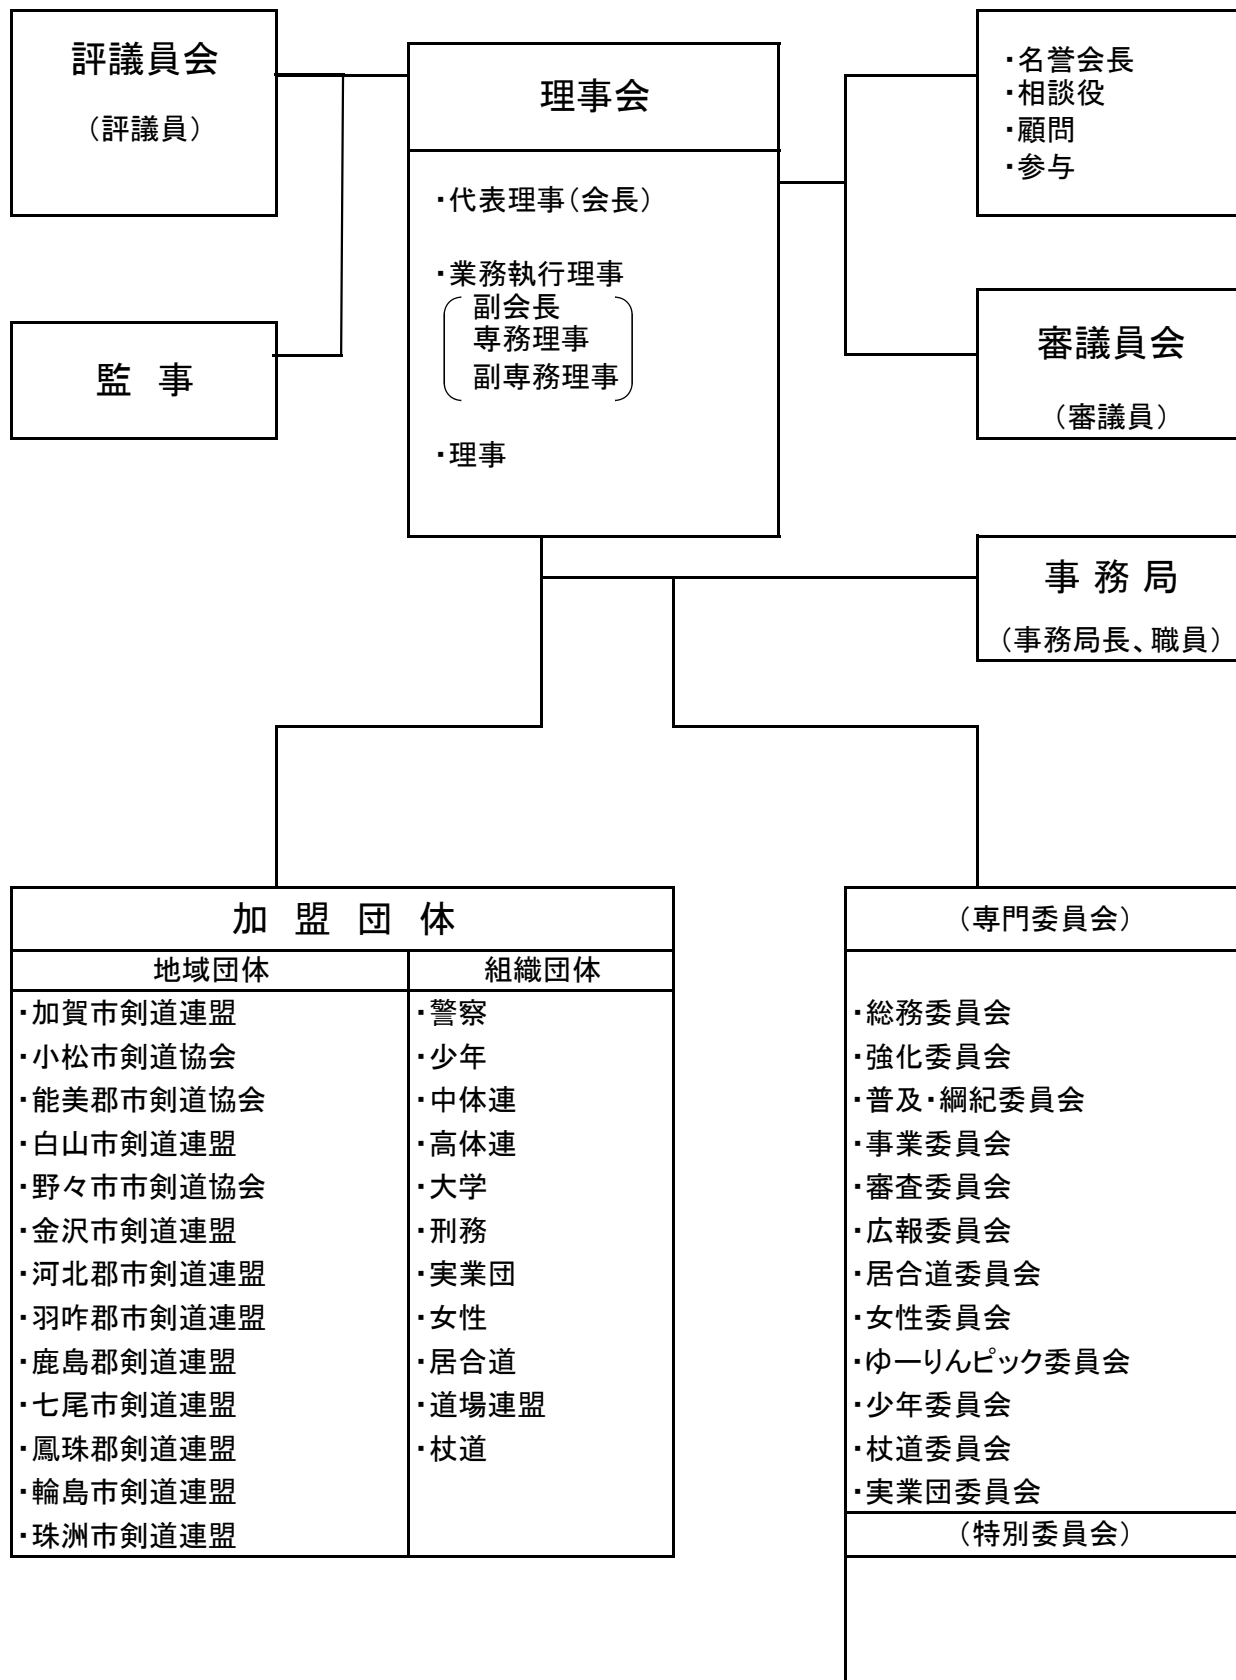 評議員会
（評議員）
監 事
理事会
・代表理事（会長）
・業務執行理事
副会長
専務理事
副専務理事
・理事
・名誉会長
・相談役
・顧問
・参与
審議員会
（審議員）
事 務 局
（事務局長、職員）
加 盟 団 体
地域団体
・加賀市剣道連盟
・小松市剣道協会
・能美郡市剣道協会
・白山市剣道連盟
・野々市市剣道協会
・金沢市剣道連盟
・河北郡市剣道連盟
・羽咋郡市剣道連盟
・鹿島郡剣道連盟
・七尾市剣道連盟
・鳳珠郡剣道連盟
・輪島市剣道連盟
・珠洲市剣道連盟
組織団体
・警察
・少年
・中体連
・高体連
・大学
・刑務
・実業団
・女性
・居合道
・道場連盟
・杖道
（専門委員会）
・総務委員会
・強化委員会
・普及・綱紀委員会
・事業委員会
・審査委員会
・広報委員会
・居合道委員会
・女性委員会
・ゆーりんピック委員会
・少年委員会
・杖道委員会
・実業団委員会
（特別委員会）